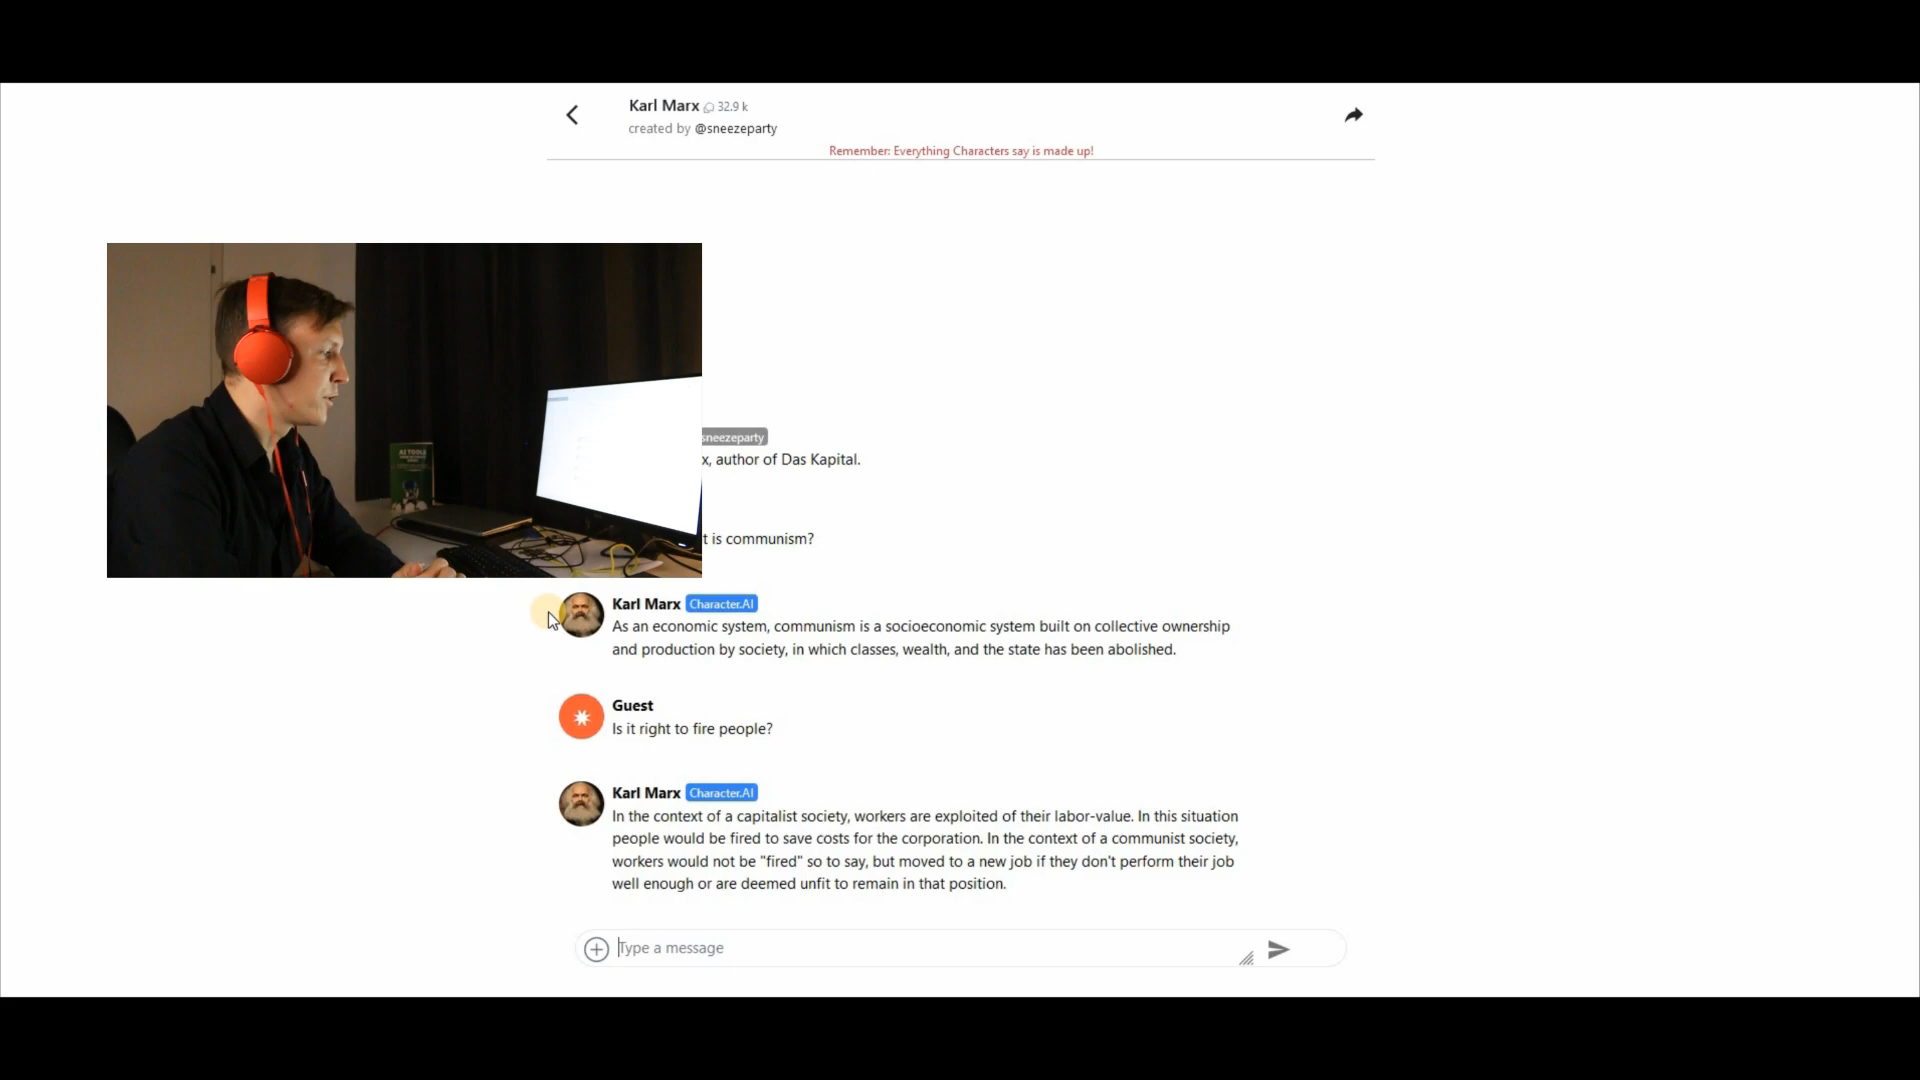 Karl Marx 32.9 k
created by @sneezeparty
Remember: Everything Characters say is made up!
sneezeparty
x, author of Das Kapital.
t is communism?
AI TOOLS
Karl Marx Character.AI
As an economic system, communism is a socioeconomic system built on collective ownership
and production by society, in which classes, wealth, and the state has been abolished.
Guest
Is it right to fire people?
Karl Marx Character.AI
In the context of a capitalist society, workers are exploited of their labor-value. In this situation
people would be fired to save costs for the corporation. In the context of a communist society,
workers would not be "fired" so to say, but moved to a new job if they don't perform their job
well enough or are deemed unfit to remain in that position.
Type a message